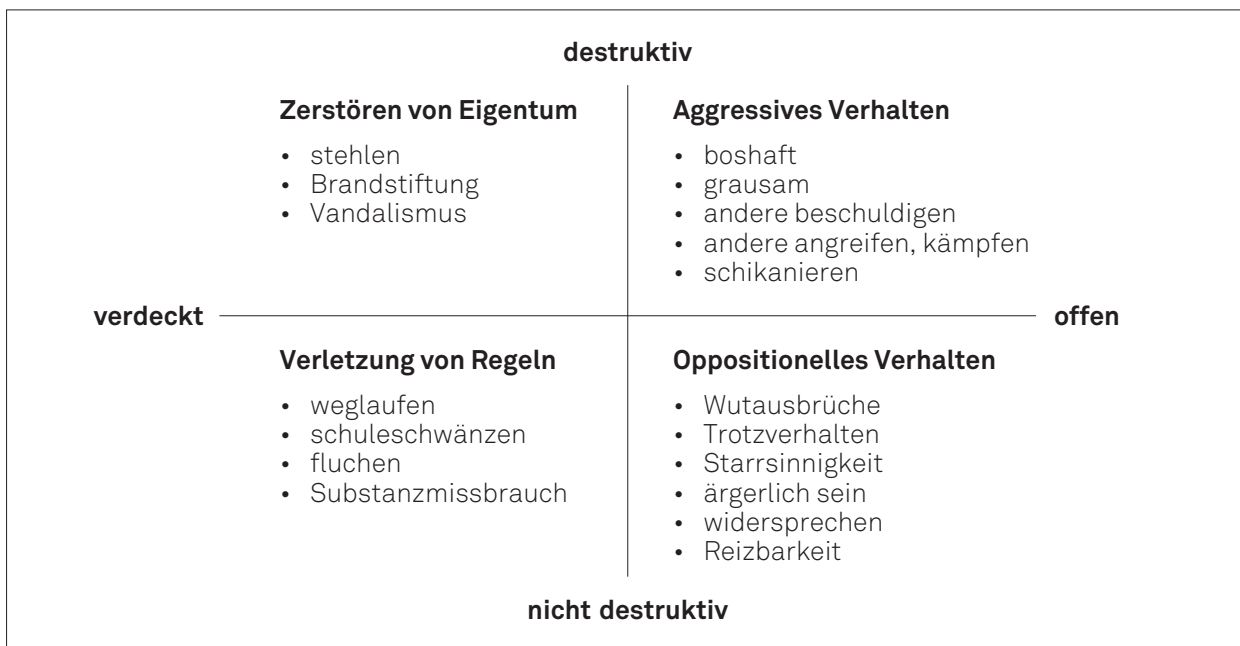 destruktiv
Zerstören von Eigentum
• stehlen
• Brandstiftung
• Vandalismus
Aggressives Verhalten
• boshaft
• grausam
• andere beschuldigen
• andere angreifen, kämpfen
• schikanieren
verdeckt
offen
Verletzung von Regeln
• weglaufen
• schuleschwänzen
• fluchen
• Substanzmissbrauch
Oppositionelles Verhalten
• Wutausbrüche
• Trotzverhalten
• Starrsinnigkeit
• ärgerlich sein
• widersprechen
• Reizbarkeit
nicht destruktiv